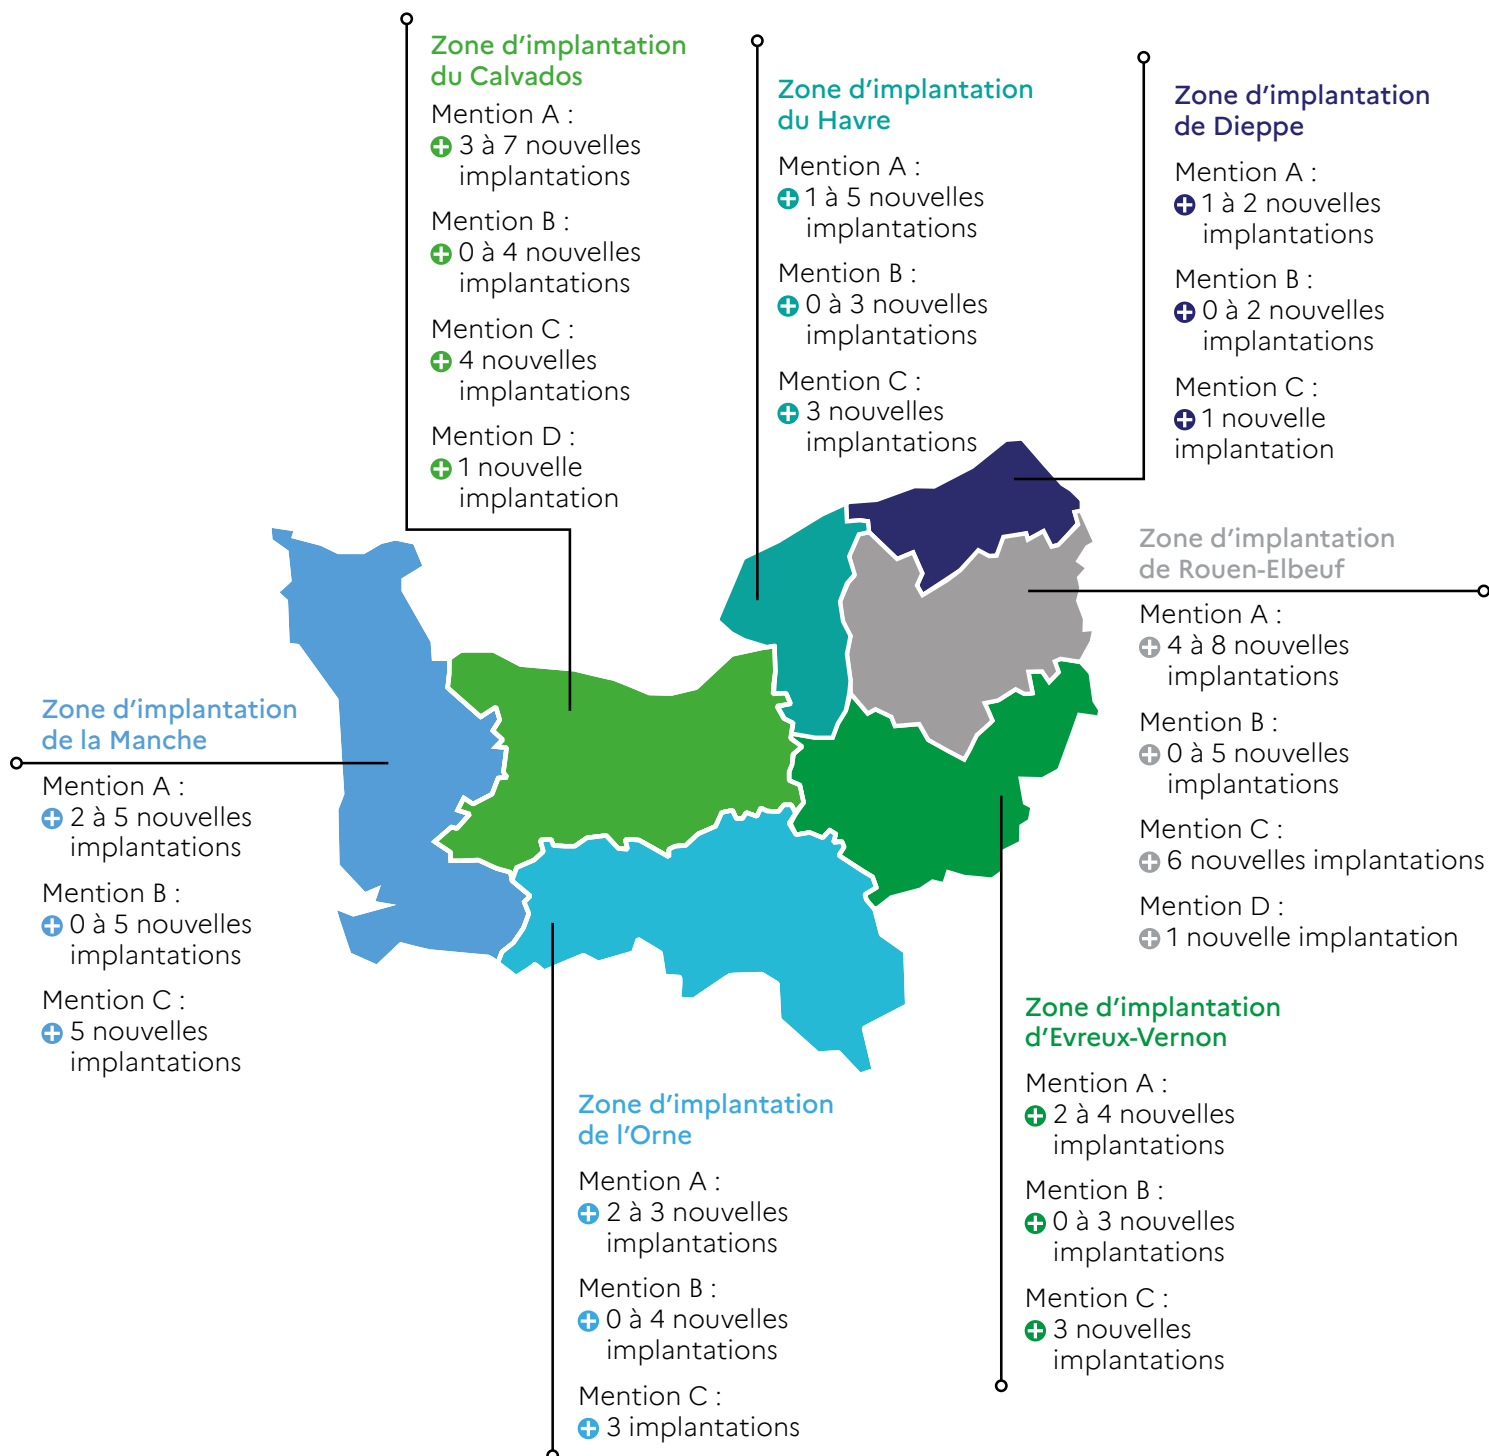 Zone d'implantation
du Calvados
Mention A :
3 à 7 nouvelles
implantations
Mention B :
0 à 4 nouvelles
implantations
Mention C :
4 nouvelles
implantations
Mention D :
1 nouvelle
implantation
Zone d'implantation
du Havre
Mention A :
1 à 5 nouvelles
implantations
Mention B :
0 à 3 nouvelles
implantations
Mention C :
3 nouvelles
implantations
Zone d'implantation
de Dieppe
Mention A :
1 à 2 nouvelles
implantations
Mention B :
0 à 2 nouvelles
implantations
Mention C :
1 nouvelle
implantation
Zone d'implantation
de Rouen-Elbeuf
Mention A :
4 à 8 nouvelles
implantations
Mention B :
0 à 5 nouvelles
implantations
Mention C :
6 nouvelles implantations
Mention D :
1 nouvelle implantation
Zone d'implantation
de la Manche
Mention A :
2 à 5 nouvelles
implantations
Mention B :
0 à 5 nouvelles
implantations
Mention C :
5 nouvelles
implantations
Zone d'implantation
de l'Orne
Mention A :
2 à 3 nouvelles
implantations
Mention B :
0 à 4 nouvelles
implantations
Mention C :
3 implantations
Zone d'implantation
d'Evreux-Vernon
Mention A :
2 à 4 nouvelles
implantations
Mention B :
0 à 3 nouvelles
implantations
Mention C :
3 nouvelles
implantations